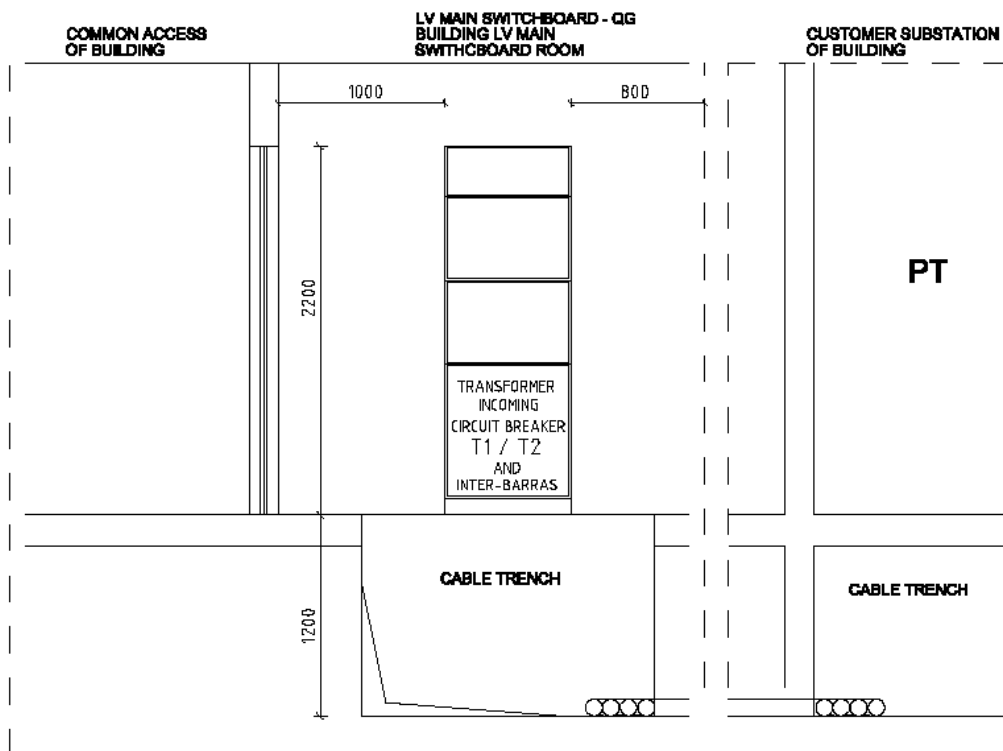 COMMON ACCESS
OF BUILDING
LV MAIN SWITCHBOARD - QG
BUILDING LV MAIN
SWITHCBOARD ROOM
CUSTOMER SUBSTATION
OF BUILDING
1000
800
2200
PT
TRANSFORMER
INCOMING
CIRCUIT BREAKER
T1 / T2
AND
INTER-BARRAS
CABLE TRENCH
CABLE TRENCH
1200